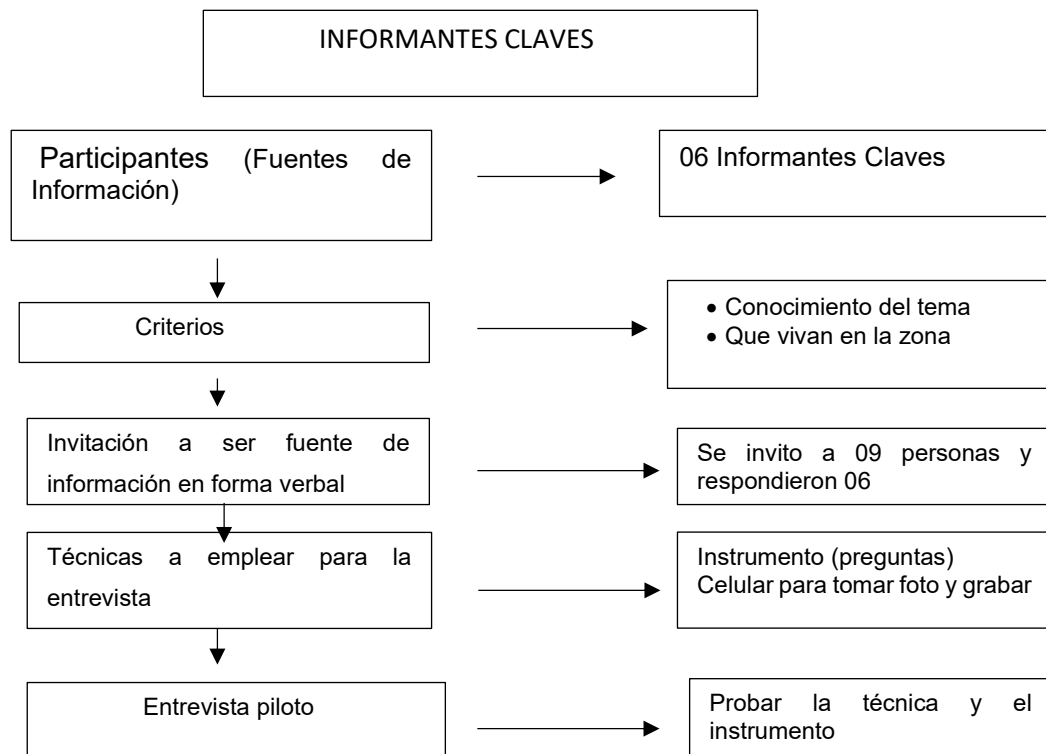 INFORMANTES CLAVES
Participantes (Fuentes de
Información)
06 Informantes Claves
Criterios
• Conocimiento del tema
• Que vivan en la zona
Invitación a ser fuente de
información en forma verbal
Se invito a 09 personas y
respondieron 06
Técnicas a emplear para la
entrevista
Instrumento (preguntas)
Celular para tomar foto y grabar
Entrevista piloto
Probar la técnica y el
instrumento